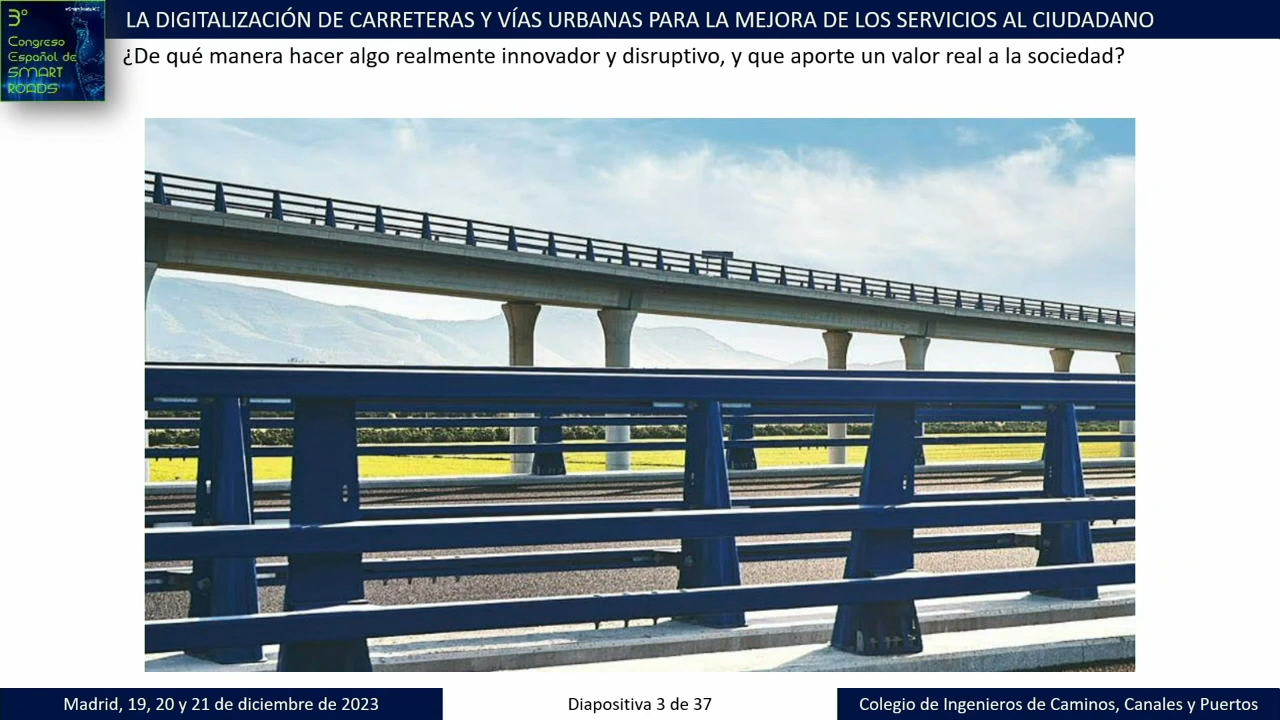 LA DIGITALIZACIÓN DE CARRETERAS Y VÍAS URBANAS PARA LA MEJORA DE LOS SERVICIOS AL CIUDADANO
3º
Congreso
Español de
SMART
ROADS
¿De qué manera hacer algo realmente innovador y disruptivo, y que aporte un valor real a la sociedad?
Madrid, 19, 20 y 21 de diciembre de 2023
Diapositiva 3 de 37
Colegio de Ingenieros de Caminos, Canales y Puertos